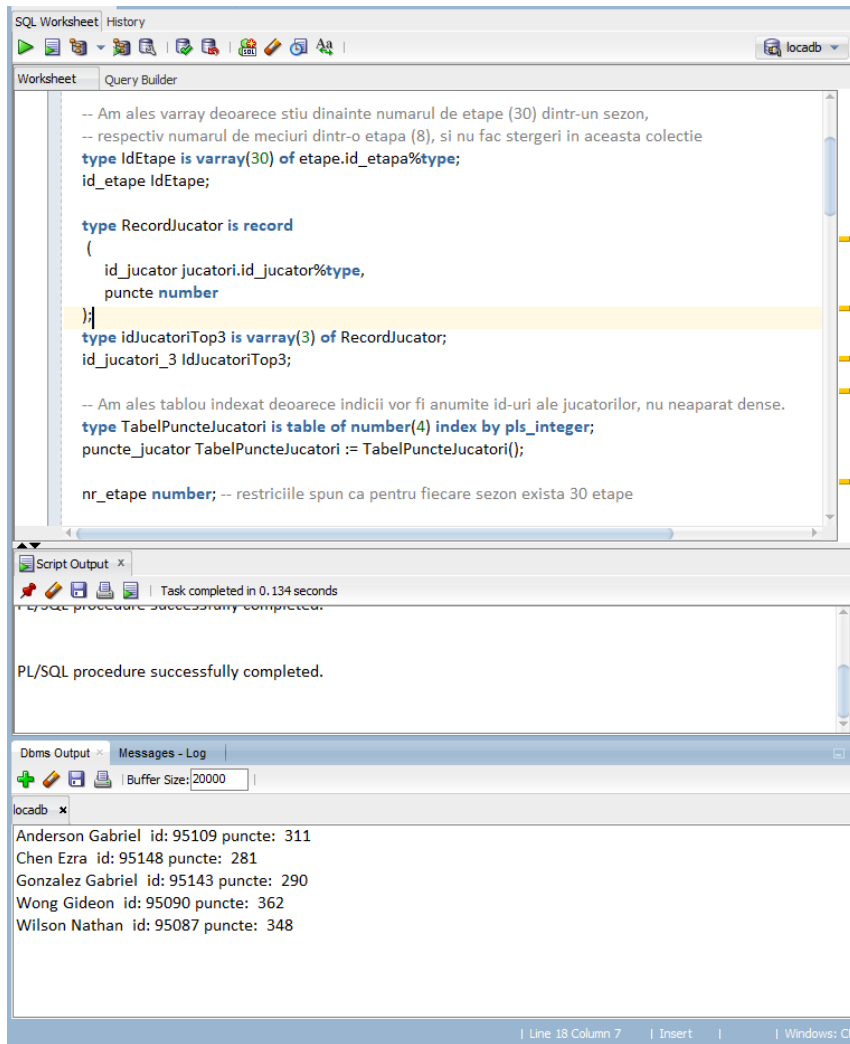 SQL Worksheet History
locadb
Worksheet Query Builder
-- Am ales varray deoarece stiu dinainte numarul de etape (30) dintr-un sezon,
-- respectiv numarul de meciuri dintr-o etapa (8), si nu fac stergeri in aceasta colectie
type IdEtape is varray(30) of etape.id_etapa%type;
id_etape IdEtape;
type RecordJucator is record
(
id_jucator jucatori.id_jucator%type,
puncte number
);
type idJucatoriTop3 is varray(3) of RecordJucator;
id_jucatori_3 IdJucatoriTop3;
-- Am ales tablou indexat deoarece indicii vor fi anumite id-uri ale jucatorilor, nu neaparat dense.
type TabelPuncteJucatori is table of number(4) index by pls_integer;
puncte_jucator TabelPuncteJucatori := TabelPuncteJucatori();
nr_etape number; -- restriciile spun ca pentru fiecare sezon exista 30 etape
Script Output x
Task completed in 0.134 seconds
PL/SQL procedure successfully completed.
PL/SQL procedure successfully completed.
Dbms Output × Messages - Log
Buffer Size: 20000
locadb ×
Anderson Gabriel id: 95109 puncte: 311
Chen Ezra id: 95148 puncte: 281
Gonzalez Gabriel id: 95143 puncte: 290
Wong Gideon id: 95090 puncte: 362
Wilson Nathan id: 95087 puncte: 348
| Line 18 Column 7 | Insert | | Windows: